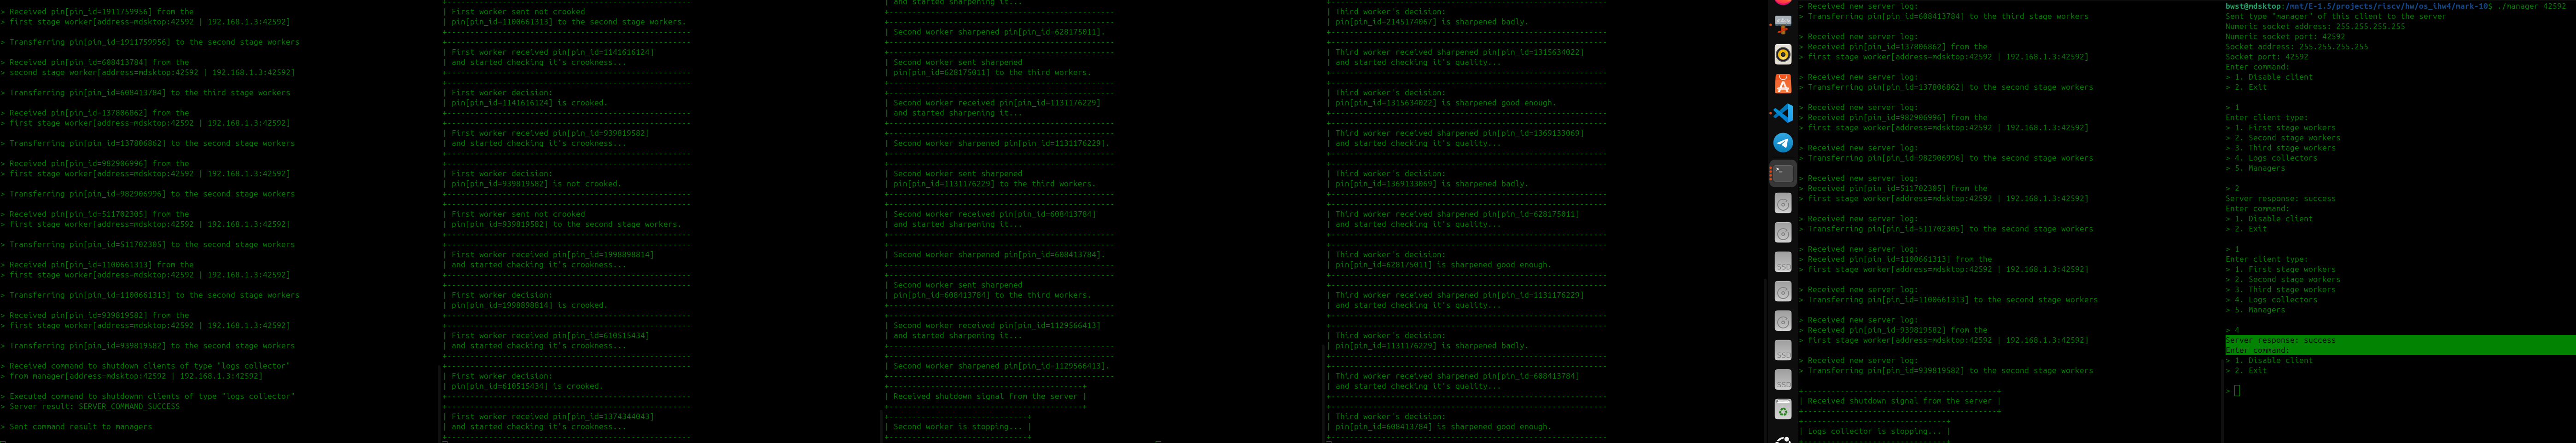 > Received pin[pin_id=1911759956] from the
> first stage worker[address=mdsktop:42592 | 192.168.1.3:42592]
> Transferring pin[pin_id=1911759956] to the second stage workers
> Received pin[pin_id=608413784] from the
> second stage worker[address=mdsktop:42592 | 192.168.1.3:42592]
> Transferring pin[pin_id=608413784] to the third stage workers
> Received pin[pin_id=137806862] from the
> first stage worker[address=mdsktop:42592 | 192.168.1.3:42592]
> Transferring pin[pin_id=137806862] to the second stage workers
> Received pin[pin_id=982906996] from the
> first stage worker[address=mdsktop:42592 | 192.168.1.3:42592]
> Transferring pin[pin_id=982906996] to the second stage workers
> Received pin[pin_id=511702305] from the
> first stage worker[address=mdsktop:42592 | 192.168.1.3:42592]
> Transferring pin[pin_id=511702305] to the second stage workers
> Received pin[pin_id=1100661313] from the
> first stage worker[address=mdsktop:42592 | 192.168.1.3:42592]
> Transferring pin[pin_id=1100661313] to the second stage workers
> Received pin[pin_id=939819582] from the
> first stage worker[address=mdsktop:42592 | 192.168.1.3:42592]
> Transferring pin[pin_id=939819582] to the second stage workers
> Received command to shutdown clients of type "logs collector"
> from manager[address=mdsktop:42592 | 192.168.1.3:42592]
> Executed command to shutdownn clients of type "logs collector"
> Server result: SERVER_COMMAND_SUCCESS
> Sent command result to managers
| First worker sent not crooked
| pin[pin_id=1100661313] to the second stage workers.
| First worker received pin[pin_id=1141616124]
| and started checking it's crookness...
| First worker decision:
| pin[pin_id=1141616124] is crooked.
| First worker received pin[pin_id=939819582]
| and started checking it's crookness...
| First worker decision:
| pin[pin_id=939819582] is not crooked.
| First worker sent not crooked
| pin[pin_id=939819582] to the second stage workers.
| First worker received pin[pin_id=1998898814]
| and started checking it's crookness...
| First worker decision:
| pin[pin_id=1998898814] is crooked.
| First worker received pin[pin_id=610515434]
| and started checking it's crookness...
| First worker decision:
| pin[pin_id=610515434] is crooked.
| First worker received pin[pin_id=1374344043]
| and started checking it's crookness...
| and started sharpening it...
| Second worker sharpened pin[pin_id=628175011].
| Second worker sent sharpened
| pin[pin_id=628175011] to the third workers.
| Second worker received pin[pin_id=1131176229]
| and started sharpening it...
| Second worker sharpened pin[pin_id=1131176229].
| Second worker sent sharpened
| pin[pin_id=1131176229] to the third workers.
| Second worker received pin[pin_id=608413784]
| and started sharpening it...
| Second worker sharpened pin[pin_id=608413784].
| Second worker sent sharpened
| pin[pin_id=608413784] to the third workers.
| Second worker received pin[pin_id=1129566413]
| and started sharpening it...
| Second worker sharpened pin[pin_id=1129566413].
| Received shutdown signal from the server |
| Second worker is stopping... |
| Third worker's decision:
| pin[pin_id=2145174067] is sharpened badly.
| Third worker received sharpened pin[pin_id=1315634022]
| and started checking it's quality...
| Third worker's decision:
| pin[pin_id=1315634022] is sharpened good enough.
| Third worker received sharpened pin[pin_id=1369133069]
| and started checking it's quality...
| Third worker's decision:
| pin[pin_id=1369133069] is sharpened badly.
| Third worker received sharpened pin[pin_id=628175011]
| and started checking it's quality...
| Third worker's decision:
| pin[pin_id=628175011] is sharpened good enough.
| Third worker received sharpened pin[pin_id=1131176229]
| and started checking it's quality...
| Third worker's decision:
| pin[pin_id=1131176229] is sharpened badly.
| Third worker received sharpened pin[pin_id=608413784]
| and started checking it's quality...
| Third worker's decision:
| pin[pin_id=608413784] is sharpened good enough.
SSD
SSD
SSD
> Received new server log:
> Transferring pin[pin_id=608413784] to the third stage workers
> Received new server log:
> Received pin[pin_id=137806862] from the
> first stage worker[address=mdsktop:42592 | 192.168.1.3:42592]
> Received new server log:
> Transferring pin[pin_id=137806862] to the second stage workers
> Received new server log:
> Received pin[pin_id=982906996] from the
> first stage worker[address=mdsktop:42592 | 192.168.1.3:42592]
> Received new server log:
> Transferring pin[pin_id=982906996] to the second stage workers
> Received new server log:
> Received pin[pin_id=511702305] from the
> first stage worker[address=mdsktop:42592 | 192.168.1.3:42592]
> Received new server log:
> Transferring pin[pin_id=511702305] to the second stage workers
> Received new server log:
> Received pin[pin_id=1100661313] from the
> first stage worker[address=mdsktop:42592 | 192.168.1.3:42592]
> Received new server log:
> Transferring pin[pin_id=1100661313] to the second stage workers
> Received new server log:
> Received pin[pin_id=939819582] from the
> first stage worker[address=mdsktop:42592 | 192.168.1.3:42592]
> Received new server log:
> Transferring pin[pin_id=939819582] to the second stage workers
| Received shutdown signal from the server |
| Logs collector is stopping... |
bwst@mdsktop:/mnt/E-1.5/projects/riscv/hw/os_ihw4/mark-10$ ./manager 42592
Sent type "manager" of this client to the server
Numeric socket address: 255.255.255.255
Numeric socket port: 42592
Socket address: 255.255.255.255
Socket port: 42592
Enter command:
> 1. Disable client
> 2. Exit
> 1
Enter client type:
> 1. First stage workers
> 2. Second stage workers
> 3. Third stage workers
> 4. Logs collectors
> 5. Managers
> 2
Server response: success
Enter command:
> 1. Disable client
> 2. Exit
> 1
Enter client type:
> 1. First stage workers
> 2. Second stage workers
> 3. Third stage workers
> 4. Logs collectors
> 5. Managers
> 4
Server response: success
Enter command:
> 1. Disable client
> 2. Exit
>